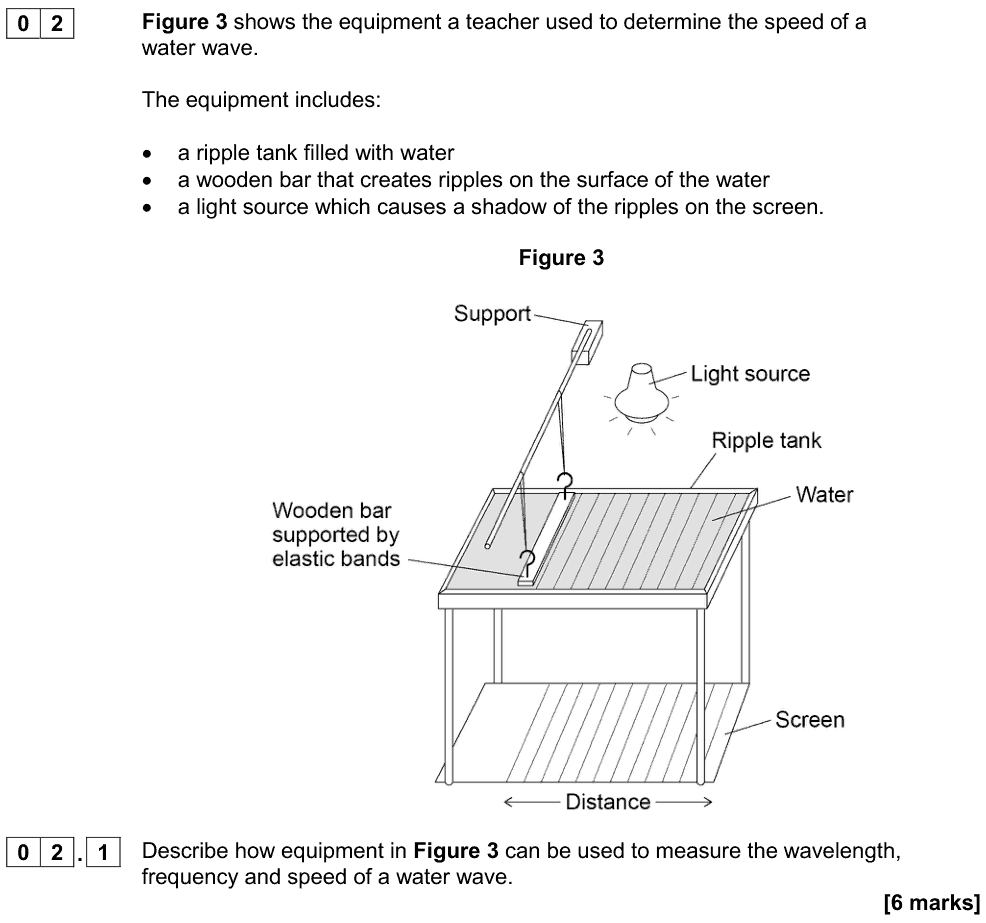 0 2 Figure 3 shows the equipment a teacher used to determine the speed of a
water wave.
The equipment includes:
• a ripple tank filled with water
• a wooden bar that creates ripples on the surface of the water
• a light source which causes a shadow of the ripples on the screen.
Figure 3
Support
Light source
Ripple tank
Water
Wooden bar
supported by
elastic bands
Screen
Distance
0 2 . 1 Describe how equipment in Figure 3 can be used to measure the wavelength,
frequency and speed of a water wave.
[6 marks]